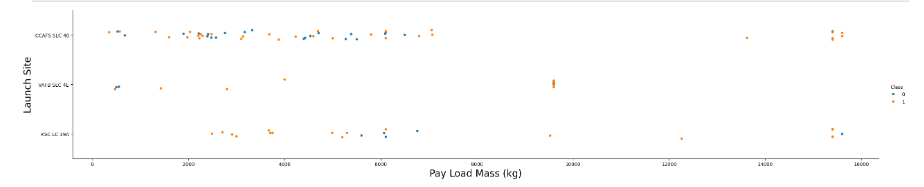 CCAFS SLC 40
VAFB SLC 4E
KSC LC 39A
Launch Site
0 2000 4000 6000 8000 10000 12000 14000 16000
Pay Load Mass (kg)
Class
0
1